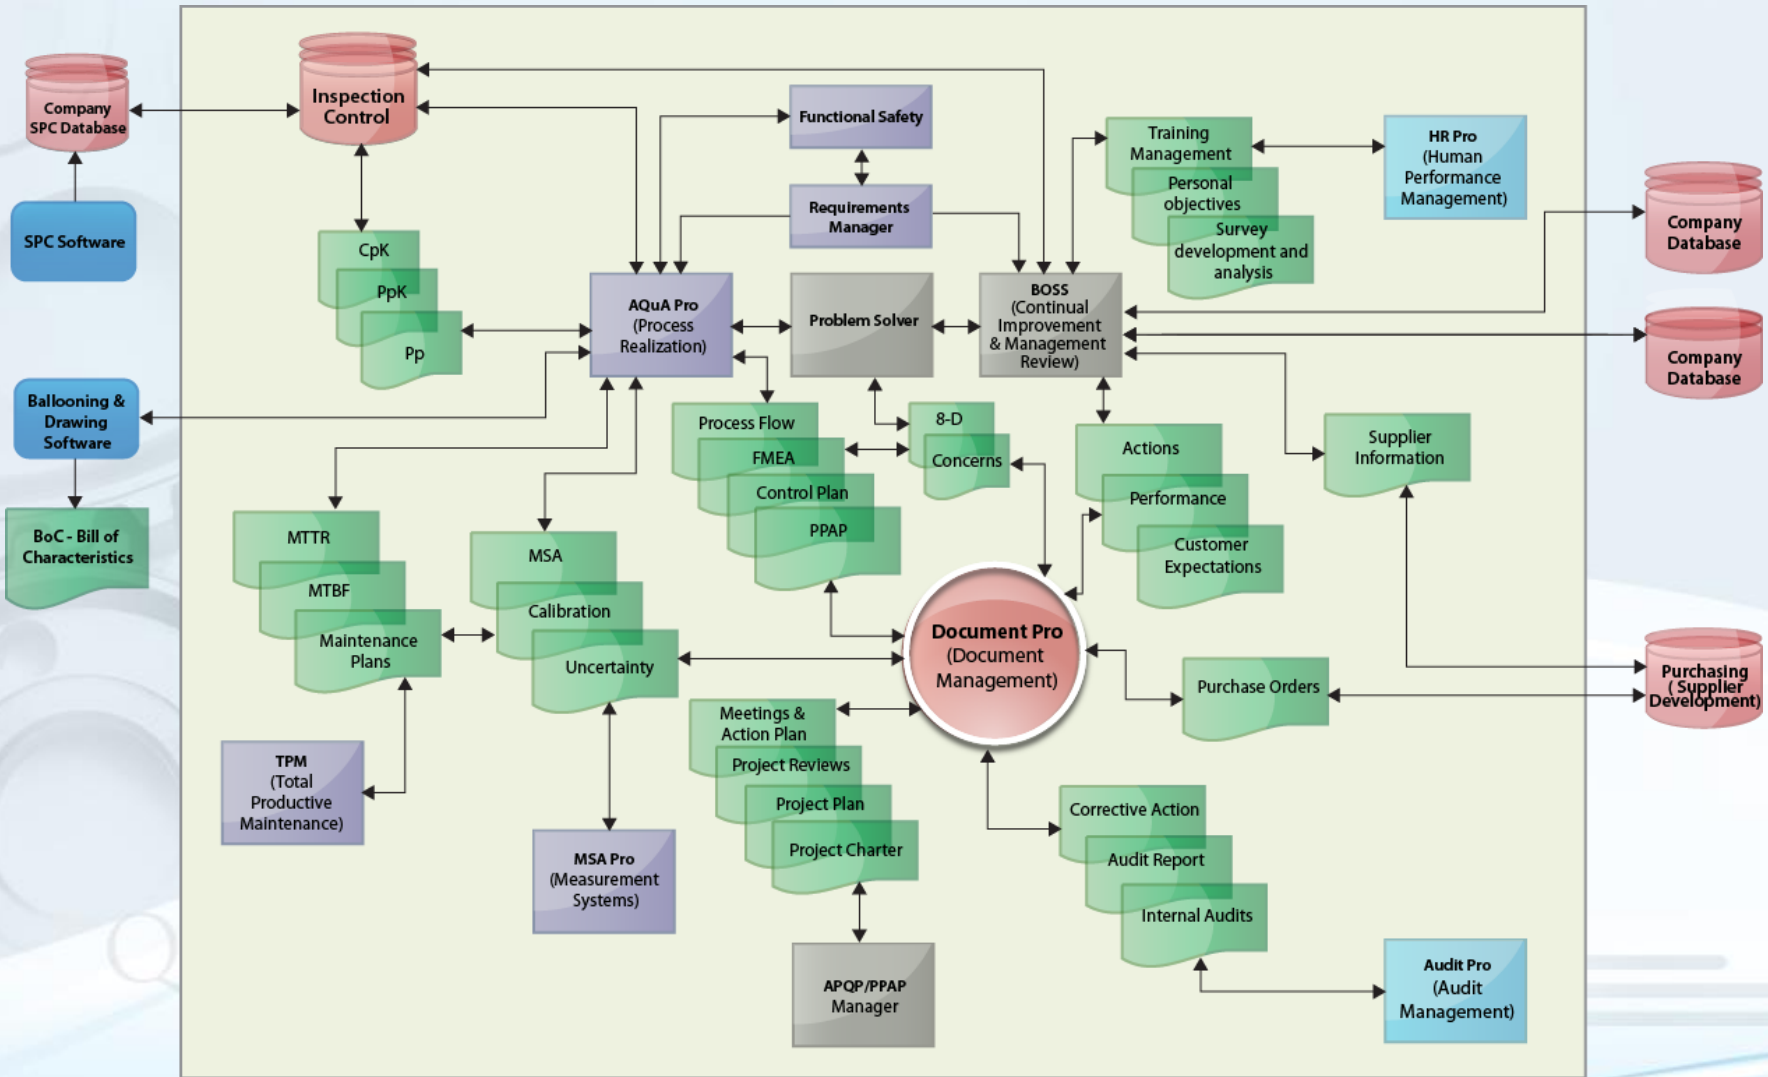 Company
SPC Database
SPC Software
Ballooning &
Drawing
Software
BoC - Bill of
Characteristics
Inspection
Control
CpK
PpK
Pp
Functional Safety
Requirements
Manager
AQuA Pro
(Process
Realization)
Problem Solver
BOSS
(Continual
Improvement
& Management
Review)
Training
Management
Personal
objectives
Survey
development and
analysis
HR Pro
(Human
Performance
Management)
Company
Database
Company
Database
Process Flow
FMEA
Control Plan
PPAP
8-D
Concerns
Actions
Performance
Customer
Expectations
Supplier
Information
MTTR
MTBF
Maintenance
Plans
MSA
Calibration
Uncertainty
Document Pro
(Document
Management)
Purchase Orders
Purchasing
( Supplier
Development)
TPM
(Total
Productive
Maintenance)
MSA Pro
(Measurement
Systems)
Meetings &
Action Plan
Project Reviews
Project Plan
Project Charter
APQP/PPAP
Manager
Corrective Action
Audit Report
Internal Audits
Audit Pro
(Audit
Management)